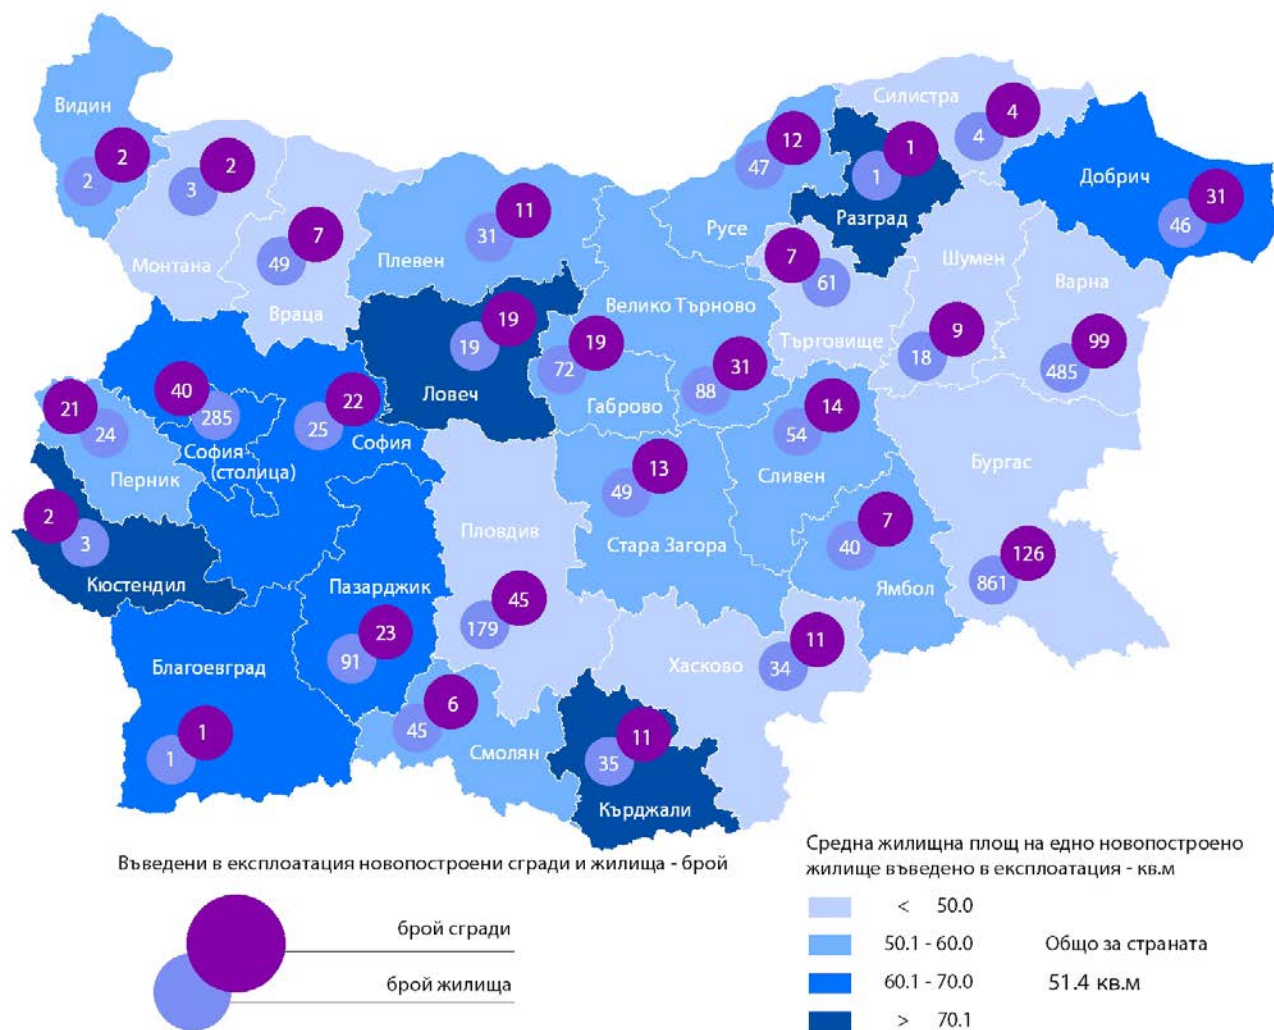 Видин
2
2
Монтана
2
3
Враца
7
49
Плевен
11
31
Ловеч
19
19
Велико Търново
31
88
Габрово
19
72
Русе
12
47
Разград
1
1
Силистра
4
4
Добрич
31
46
Търговище
7
61
Шумен
9
18
Варна
99
485
Бургас
126
861
Сливен
14
54
Ямбол
7
40
Стара Загора
13
49
София
(столица)
40
285
София
22
25
Перник
21
24
Кюстендил
2
3
Благоевград
1
1
Пазарджик
23
91
Пловдив
45
179
Смолян
6
45
Кърджали
11
35
Хасково
11
34
Въведени в експлоатация новопостроени сгради и жилища - брой
брой сгради
брой жилища
Средна жилищна площ на едно новопостроено
жилище въведено в експлоатация - кв.м
< 50.0
50.1 - 60.0
60.1 - 70.0
> 70.1
Общо за страната
51.4 кв.м